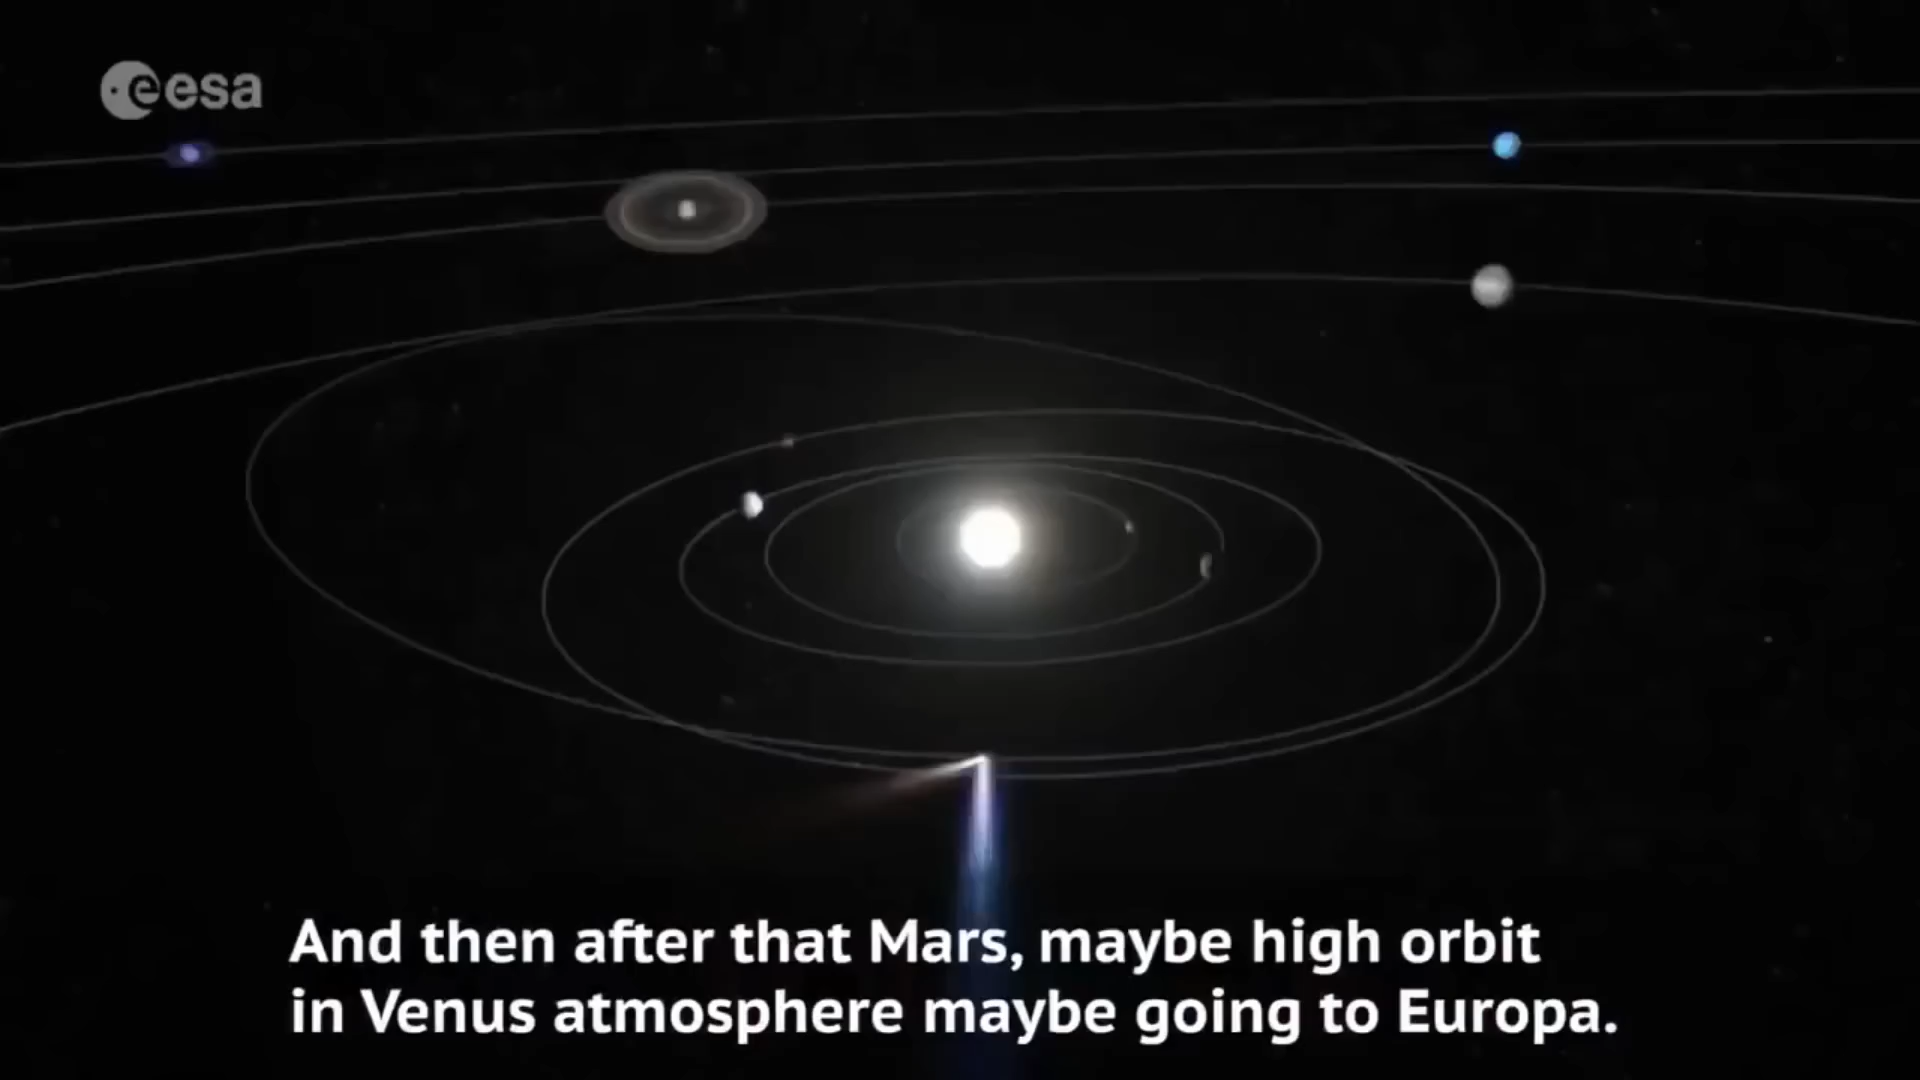 esa
And then after that Mars, maybe high orbit
in Venus atmosphere maybe going to Europa.